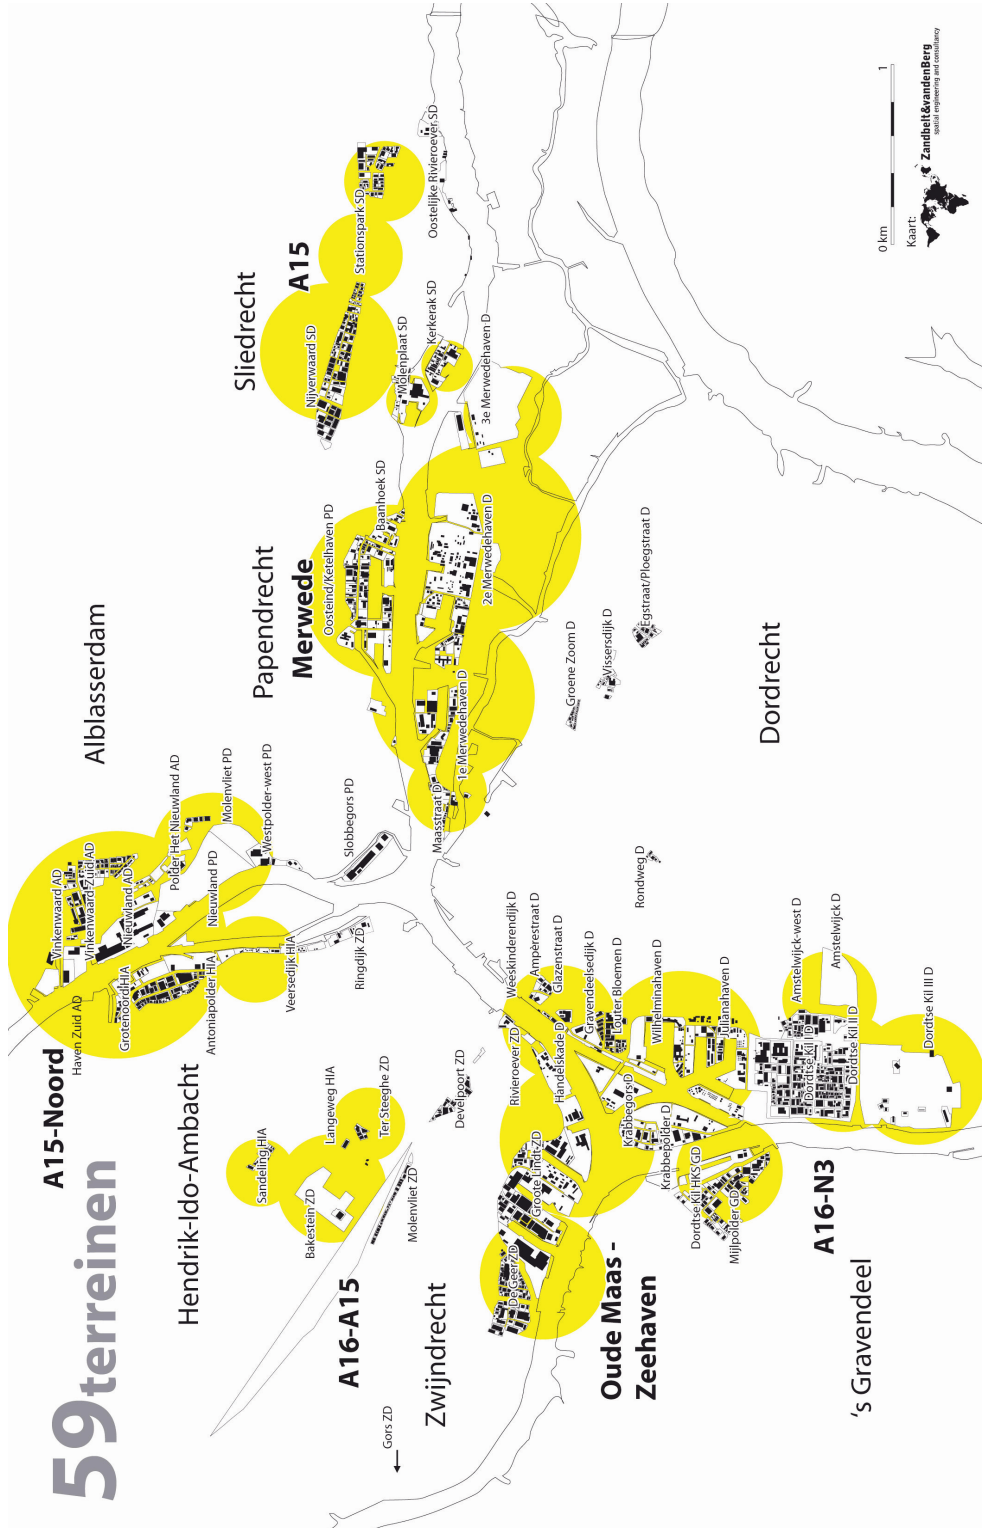 59 terreinen
A15-Noord
Haven Zuid AD
Vinkenwaard AD
Vinkenwaard-Zuid AD
Nieuwland AD
Polder Het Nieuwland AD
Molenvliet PD
Westpolder-west PD
Nieuwland PD
Slobbegors PD
Grotenoord HIA
Antoniapolder HIA
Veersedijk HIA
Ringdijk ZD
Alblasserdam
Hendrik-Ido-Ambacht
Sandeling HIA
Langeweg HIA
Ter Steeghe ZD
Bakestein ZD
Molenvliet ZD
Develpoort ZD
A16-A15
Gors ZD
Zwijndrecht
Papendrecht
Merwede
Oosteind/Ketelhaven PD
Baanhoek SD
Maasstraat D
1e Merwedehaven D
2e Merwedehaven D
3e Merwedehaven D
Sliedrecht
A15
Nijverwaard SD
Stationspark SD
Molenplaat SD
Kerkerak SD
Oostelijke Rivieroever SD
Groene Zoom D
Vissersdijk D
Egstraat/Ploegstraat D
Rondweg D
Dordrecht
De Geer ZD
Groote Lindt ZD
Rivieroever ZD
Weeskinderendijk D
Ampèrestraat D
Glazenstraat D
Handelskade D
Gravendeelsedijk D
Louter Bloemen D
Wilhelminahaven D
Julianahaven D
Krabbegors D
Krabbepolder D
Oude Maas -
Zeehaven
Dordtse Kil HKS/GD
Mijlpolder GD
Amstelwijck-west D
Amstelwijck D
Dordtse Kil I D
Dordtse Kil II D
Dordtse Kil III D
A16-N3
's Gravendeel
0 km
1
Kaart:
Zandbelt&vandenBerg
spatial engineering and consultancy